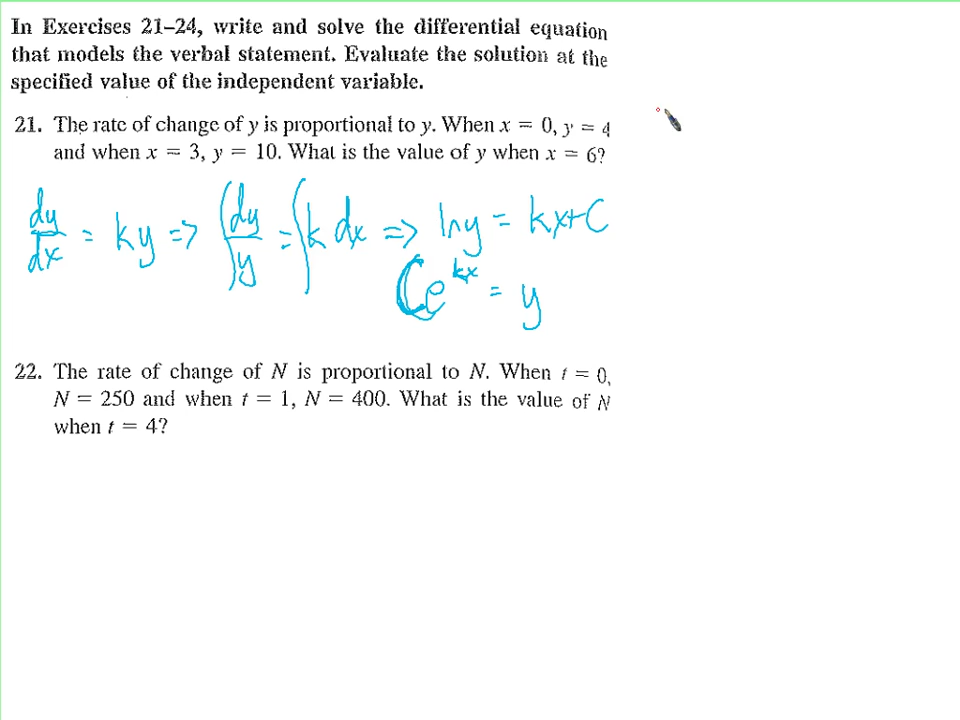 In Exercises 21–24, write and solve the differential equation
that models the verbal statement. Evaluate the solution at the
specified value of the independent variable.
21. The rate of change of y is proportional to y. When x = 0, y = 4
and when x = 3, y = 10. What is the value of y when x = 6?
dy/dx = ky => ∫ dy/y = ∫ k dx => ln y = kx + C
Ce^{kx} = y
22. The rate of change of N is proportional to N. When t = 0,
N = 250 and when t = 1, N = 400. What is the value of N
when t = 4?